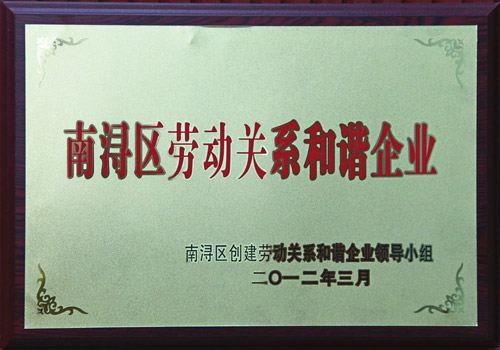 南浔区劳动关系和谐企业
南浔区创建劳动关系和谐企业领导小组
二〇一二年三月